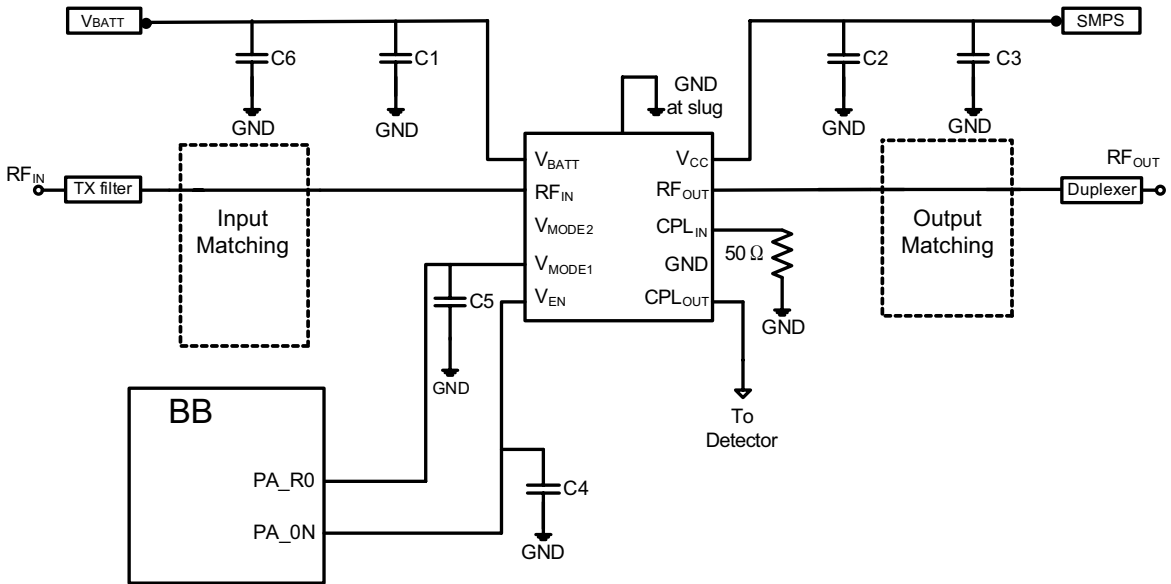 VBATT
SMPS
C6
C1
C2
C3
GND
at slug
GND
GND
GND
GND
RFIN
TX filter
Input
Matching
VBATT
RFIN
VMODE2
VMODE1
VEN
VCC
RFOUT
CPLIN
GND
CPLOUT
50 Ω
GND
Output
Matching
Duplexer
RFOUT
C5
GND
To
Detector
BB
PA_R0
PA_0N
C4
GND